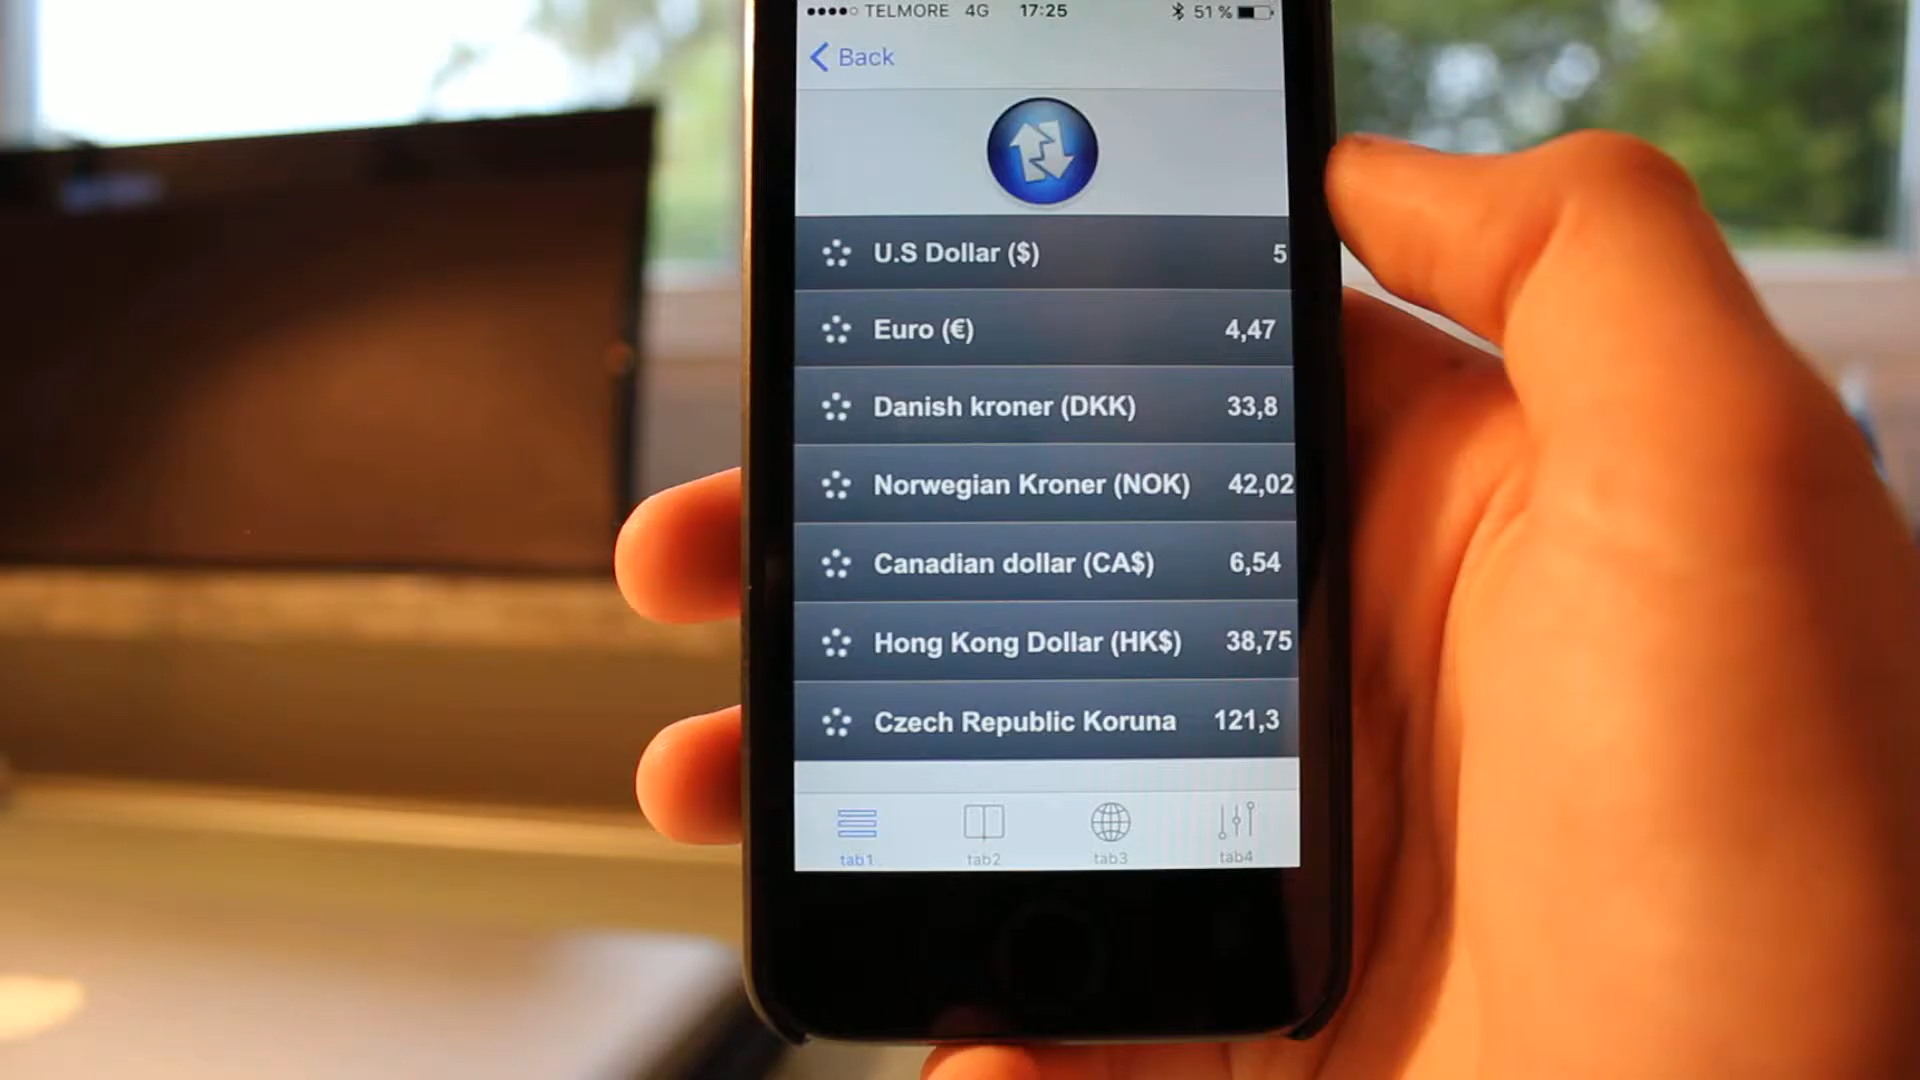 TELMORE 4G 17:25 51 %
Back
U.S Dollar ($) 5
Euro (€) 4,47
Danish kroner (DKK) 33,8
Norwegian Kroner (NOK) 42,02
Canadian dollar (CA$) 6,54
Hong Kong Dollar (HK$) 38,75
Czech Republic Koruna 121,3
tab1 tab2 tab3 tab4